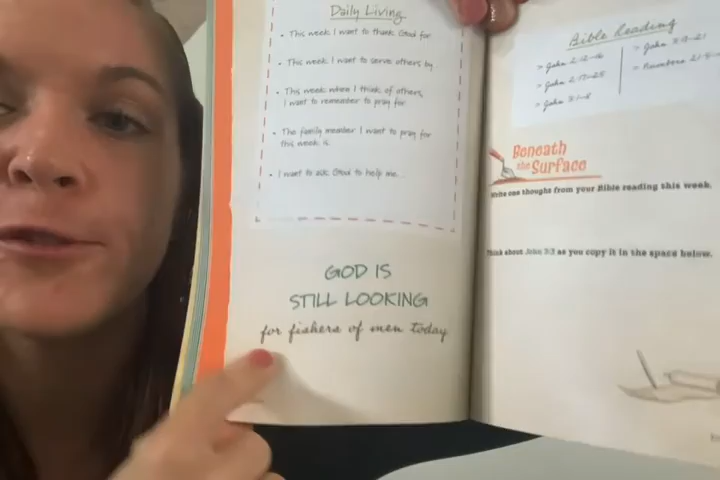 Daily Living
• This week I want to thank God for
• This week I want to serve others by
• This week when I think of others,
I want to remember to pray for
• The family member I want to pray for
this week is
• I want to ask God to help me
GOD IS
STILL LOOKING
for fishers of men today
Bible Reading
John 2:12-16
John 2:17-25
John 3:1-8
John 3:9-21
Numbers 21:5-
Beneath
the Surface
Write one thought from your Bible reading this week.
Think about John 3:3 as you copy it in the space below.